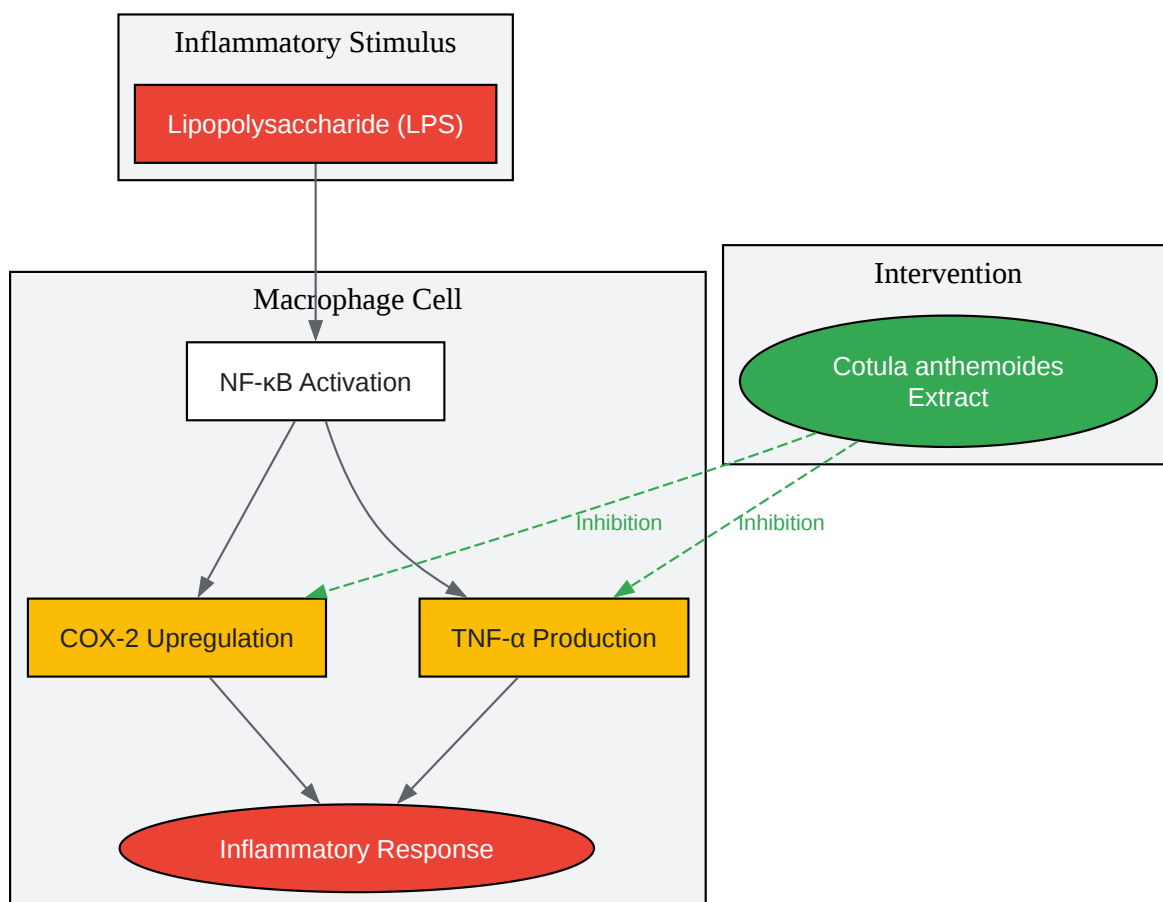 Inflammatory Stimulus
Lipopolysaccharide (LPS)
Intervention
Macrophage Cell
Cotula anthemoides
Extract
NF-κB Activation
Inhibition
Inhibition
COX-2 Upregulation
TNF-α Production
Inflammatory Response